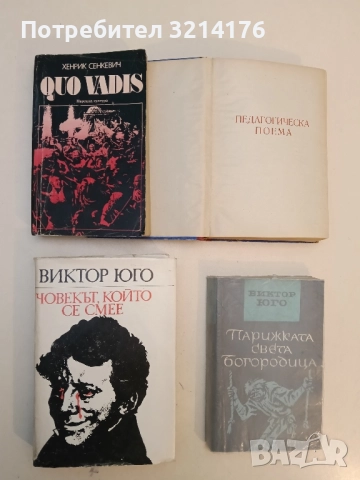 Потребител 3214176
ХЕНРИК СЕНКЕВИЧ
QUO VADIS
ПЕДАГОГИЧЕСКА
ПОЕМА
ВИКТОР ЮГО
ЧОВЕКЪТ, КОЙТО
СЕ СМЕЕ
ВИКТОР
ЮГО
ПАРИЖКАТА
СВЕТА
БОГОРОДИЦА
BAZAR